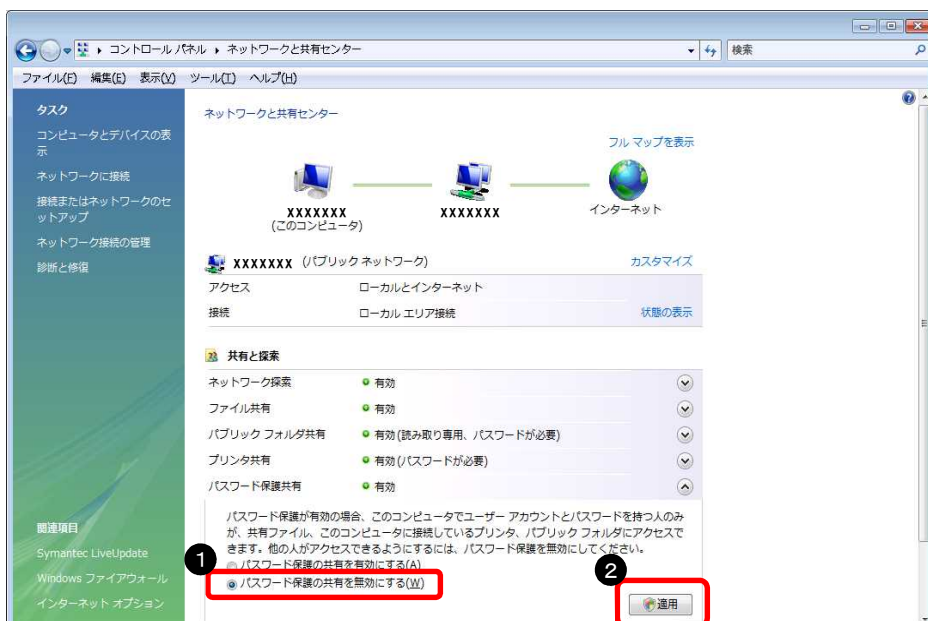 コントロール パネル ▸ ネットワークと共有センター
検索
ファイル(F) 編集(E) 表示(V) ツール(T) ヘルプ(H)
タスク
コンピュータとデバイスの表
示
ネットワークに接続
接続またはネットワークのセ
ットアップ
ネットワーク接続の管理
診断と修復
ネットワークと共有センター
フル マップを表示
XXXXXXX
(このコンピュータ)
XXXXXXX
インターネット
XXXXXXX (パブリック ネットワーク)
カスタマイズ
アクセス ローカルとインターネット
接続 ローカル エリア接続 状態の表示
共有と探索
ネットワーク探索 有効
ファイル共有 有効
パブリック フォルダ共有 有効 (読み取り専用、パスワードが必要)
プリンタ共有 有効 (パスワードが必要)
パスワード保護共有 有効
パスワード保護が有効の場合、このコンピュータでユーザー アカウントとパスワードを持つ人のみ
が、共有ファイル、このコンピュータに接続しているプリンタ、パブリック フォルダにアクセスで
きます。他の人がアクセスできるようにするには、パスワード保護を無効にしてください。
1
パスワード保護の共有を有効にする(A)
パスワード保護の共有を無効にする(W)
2
適用
関連項目
Symantec LiveUpdate
Windows ファイアウォール
インターネット オプション